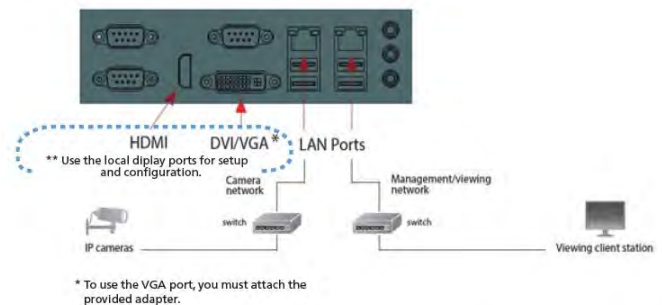 HDMI DVI/VGA* LAN Ports
** Use the local diplay ports for setup
and configuration.
Camera
network
Management/viewing
network
switch
switch
IP cameras
Viewing client station
* To use the VGA port, you must attach the
provided adapter.